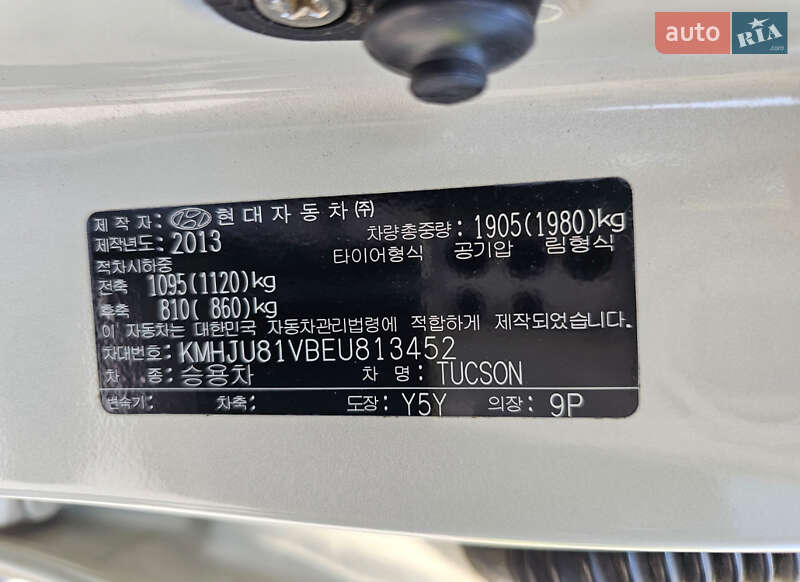 auto RIA .com
제 작 자: 현대자동차㈜
제작년도: 2013
차량총중량: 1905(1980)kg
타이어형식 공기압 림형식
적차시하중
전축 1095(1120)kg
후축 810( 860)kg
이 자동차는 대한민국 자동차관리법령에 적합하게 제작되었습니다.
차대번호: KMHJU81VBEU813452
차 종: 승용차 차 명: TUCSON
변속기: 차축: 도장: Y5Y 의장: 9P